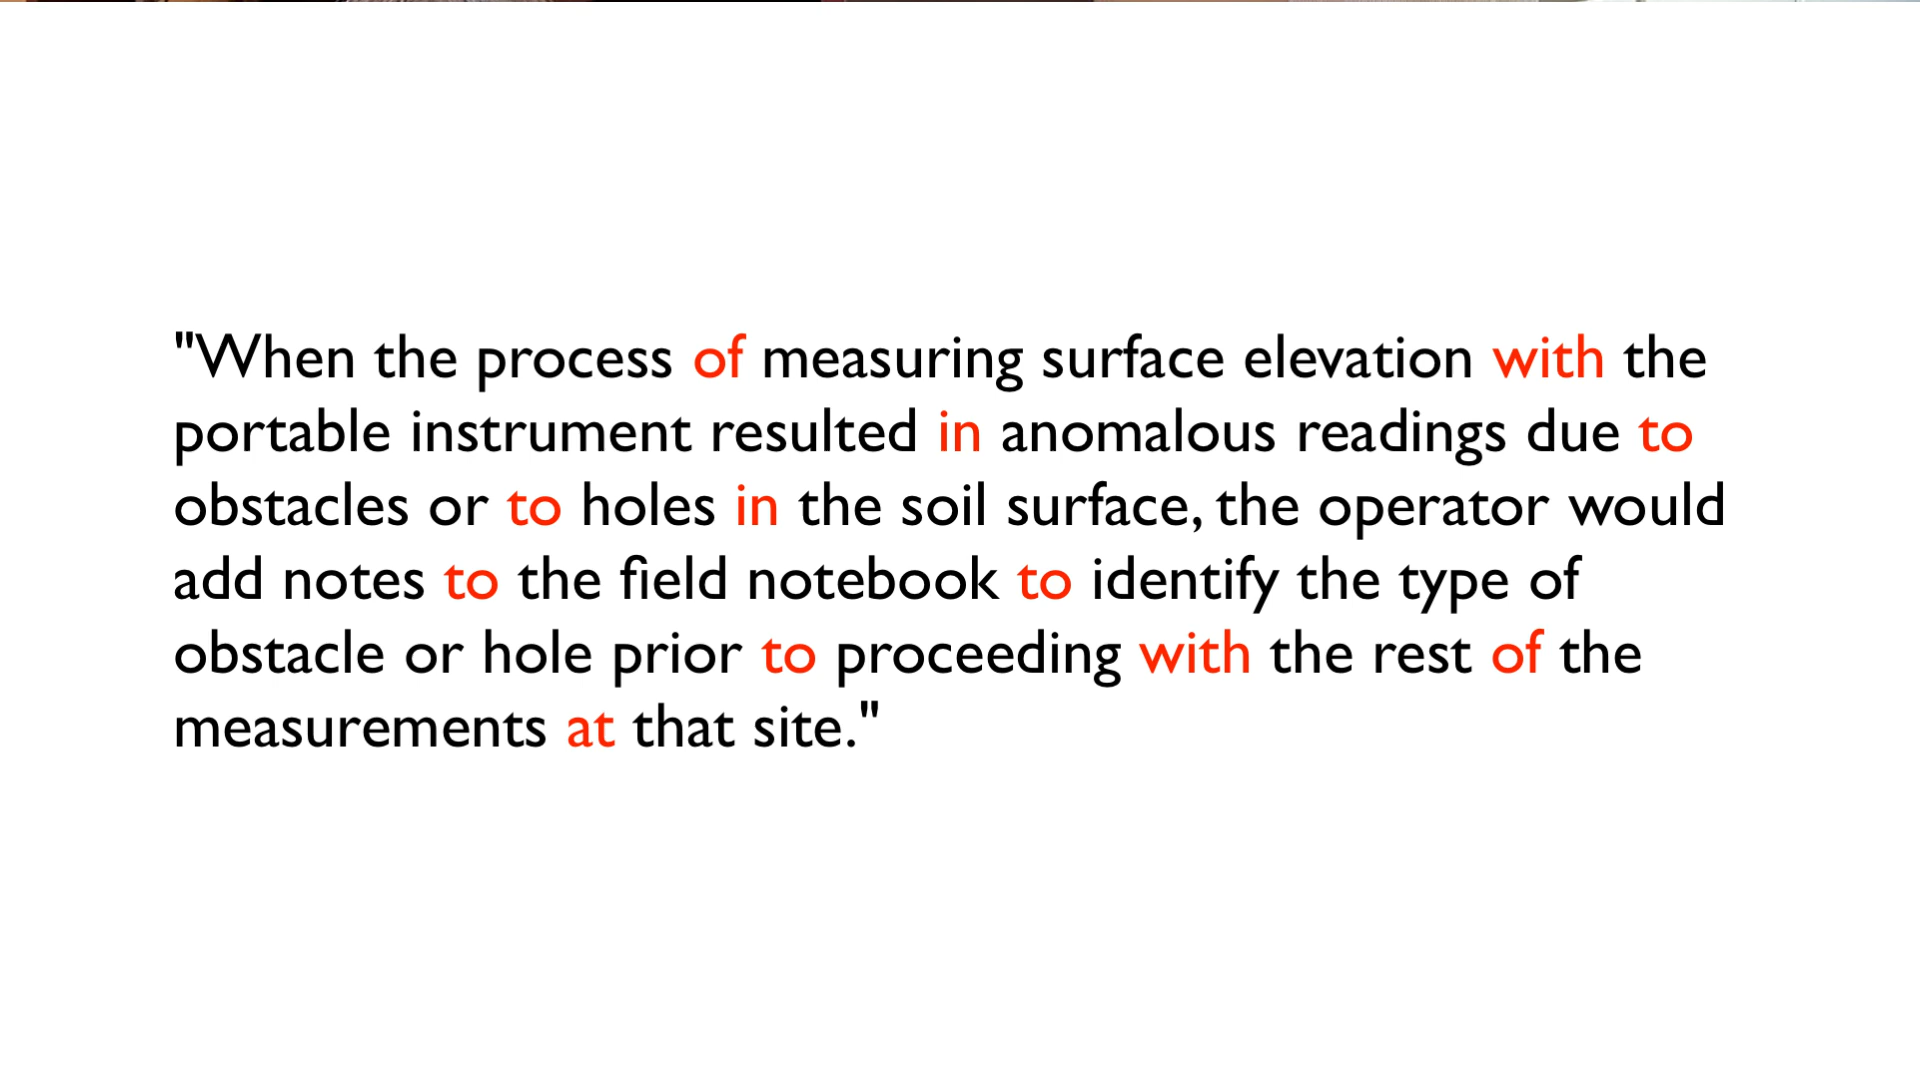 "When the process of measuring surface elevation with the
portable instrument resulted in anomalous readings due to
obstacles or to holes in the soil surface, the operator would
add notes to the field notebook to identify the type of
obstacle or hole prior to proceeding with the rest of the
measurements at that site."